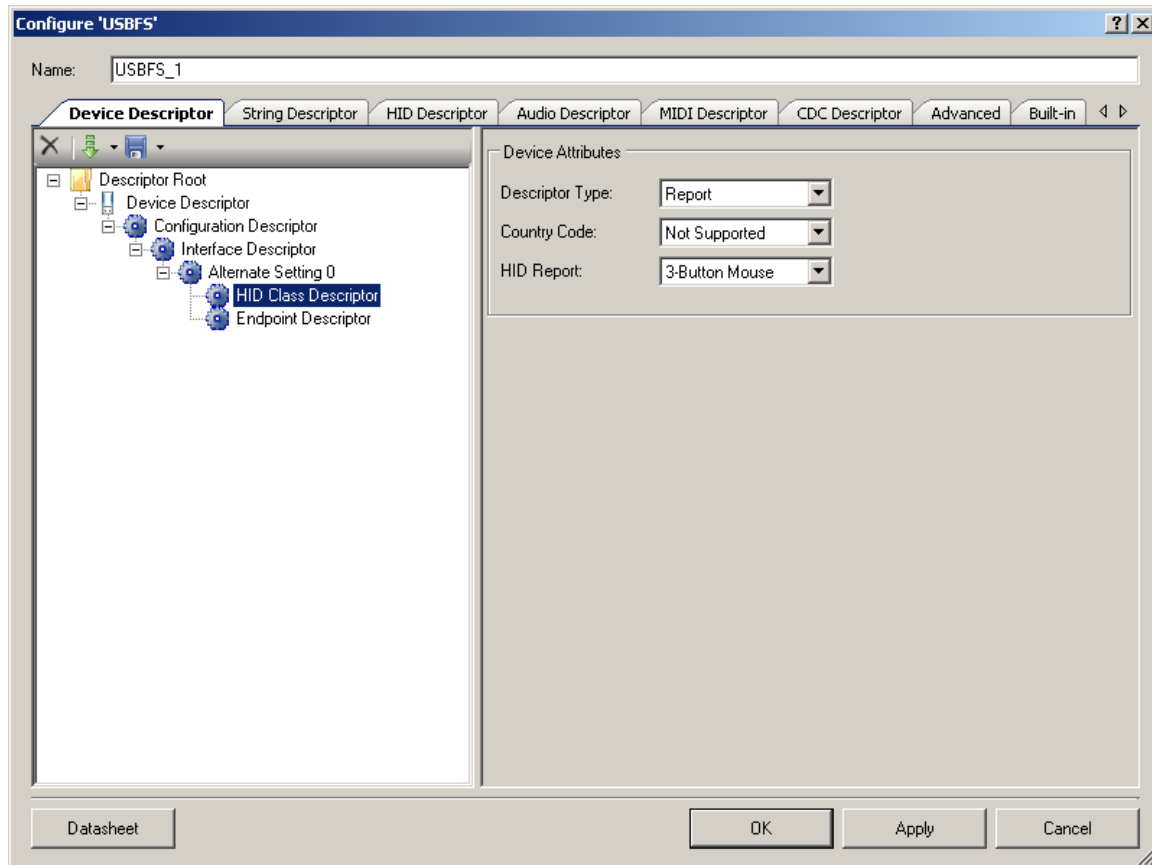 Configure 'USBFS'
Name: USBFS_1
Device Descriptor String Descriptor HID Descriptor Audio Descriptor MIDI Descriptor CDC Descriptor Advanced Built-in
Descriptor Root
Device Descriptor
Configuration Descriptor
Interface Descriptor
Alternate Setting 0
HID Class Descriptor
Endpoint Descriptor
Device Attributes
Descriptor Type: Report
Country Code: Not Supported
HID Report: 3-Button Mouse
Datasheet OK Apply Cancel